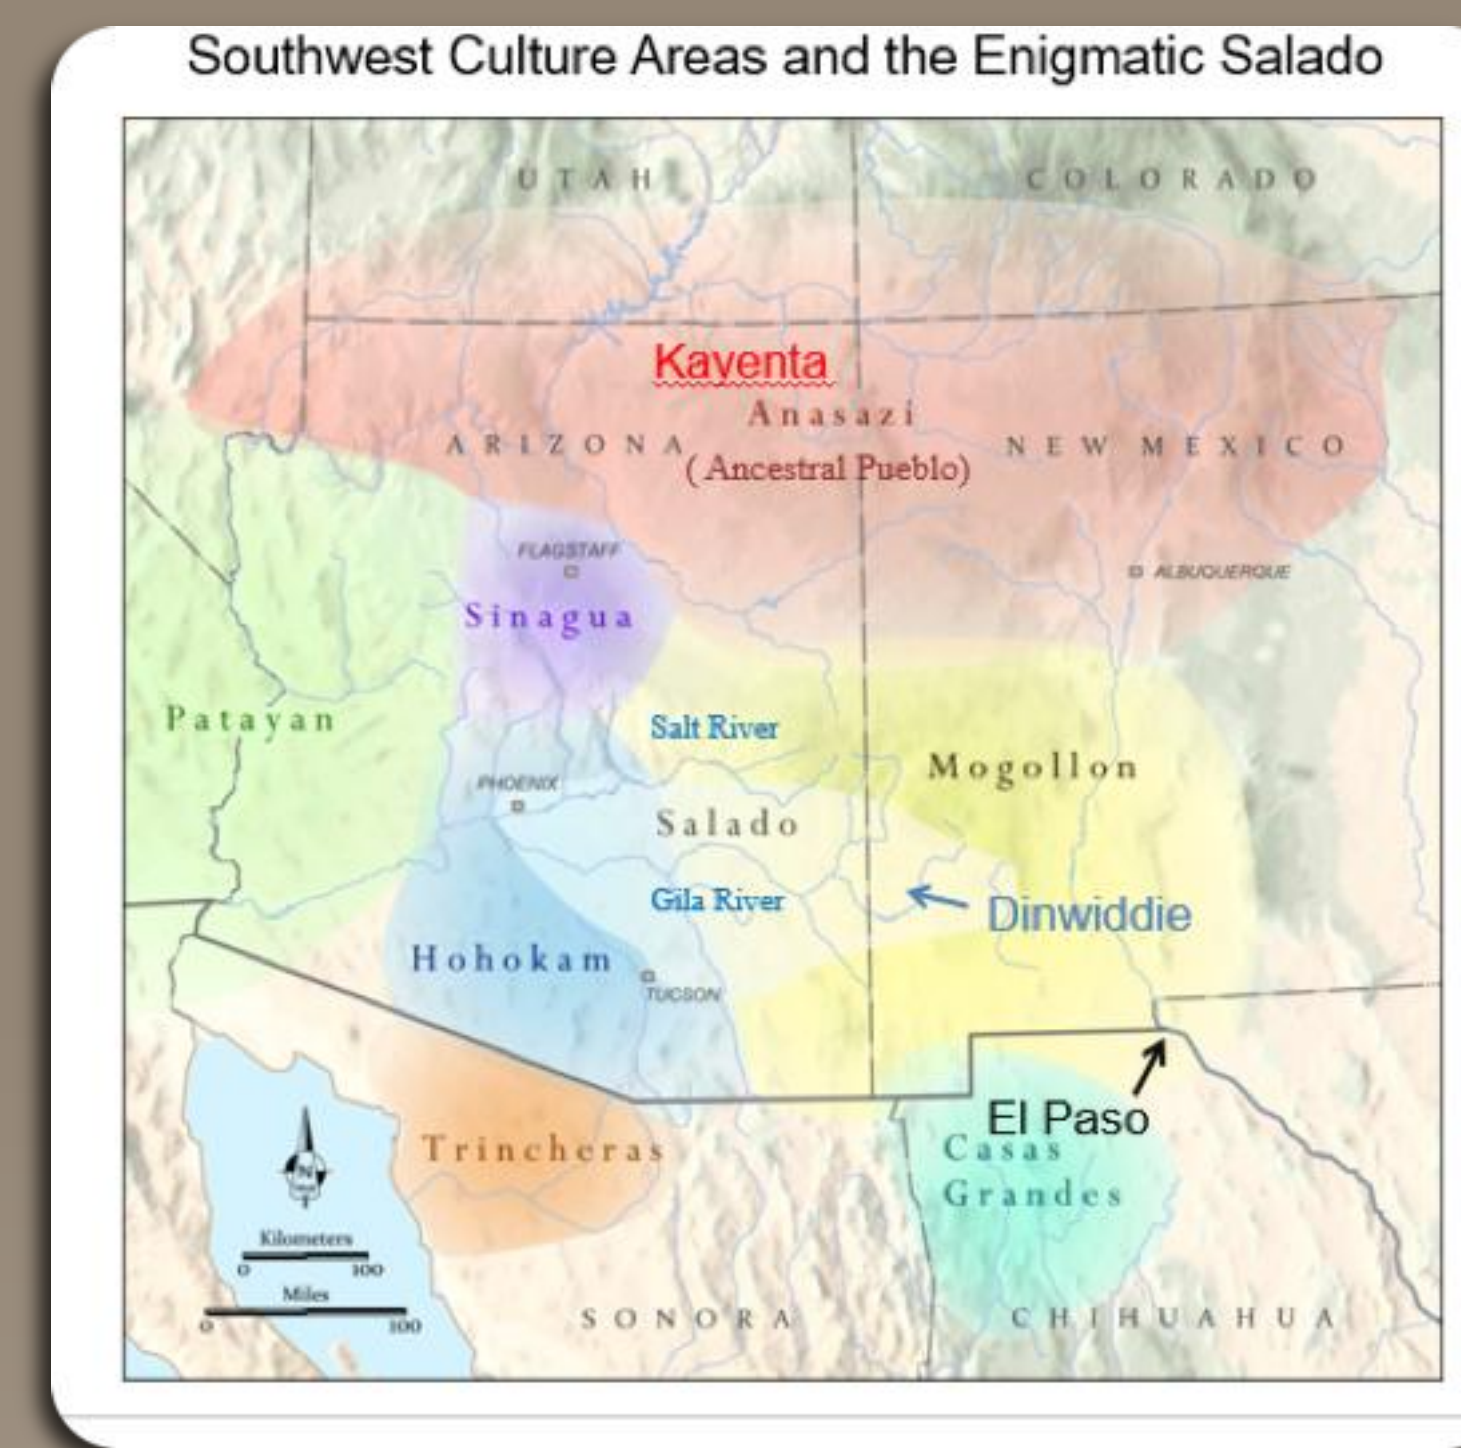 Southwest Culture Areas and the Enigmatic Salado
UTAH
COLORADO
Kaventa
Anasazi
ARIZONA
NEW MEXICO
(Ancestral Pueblo)
FLAGSTAFF
ALBUQUERQUE
Sinagua
Patayan
Salt River
Mogollon
PHOENIX
Salado
Gila River
Dinwiddie
Hohokam
TUCSON
El Paso
Trincheras
Casas
Grandes
N
Kilometers
0 100
Miles
0 100
SONORA
CHIHUAHUA